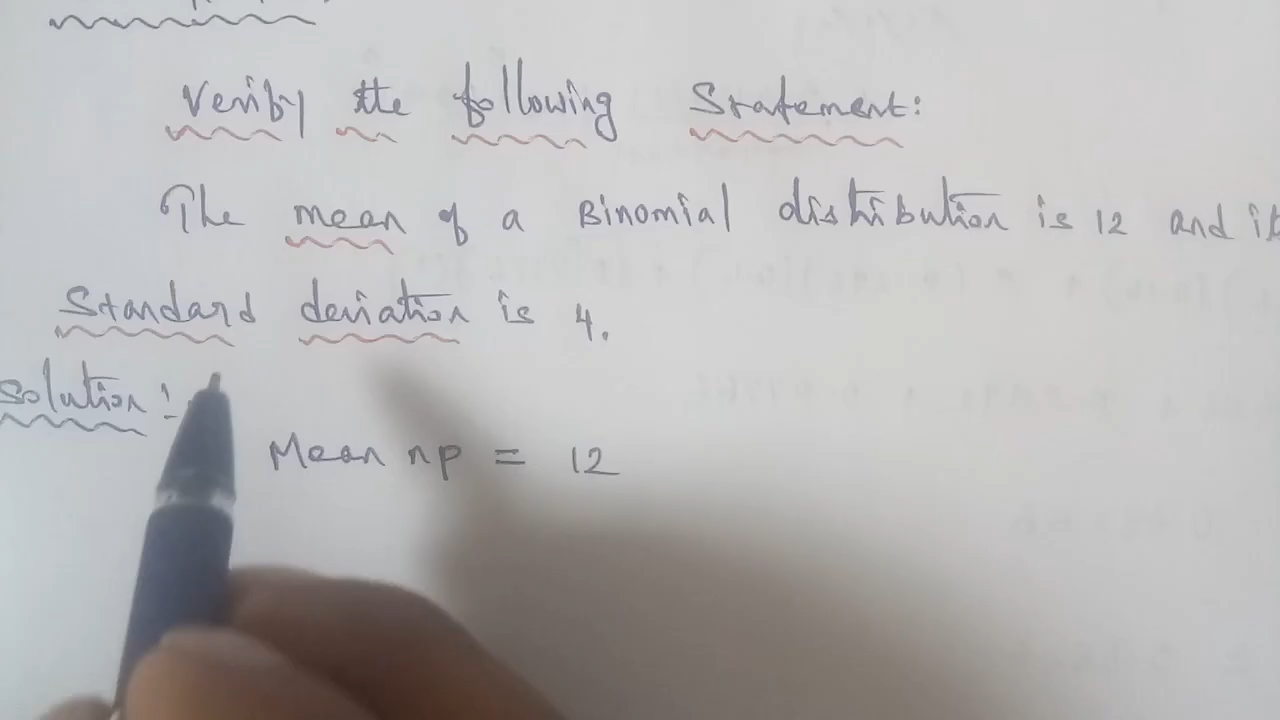 Verify the following Statement:
The mean of a Binomial distribution is 12 and
Standard deviation is 4.
Solution:
Mean np = 12